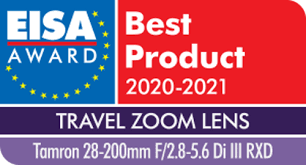 EISA
AWARD
Best
Product
2020-2021
TRAVEL ZOOM LENS
Tamron 28-200mm F/2.8-5.6 Di III RXD